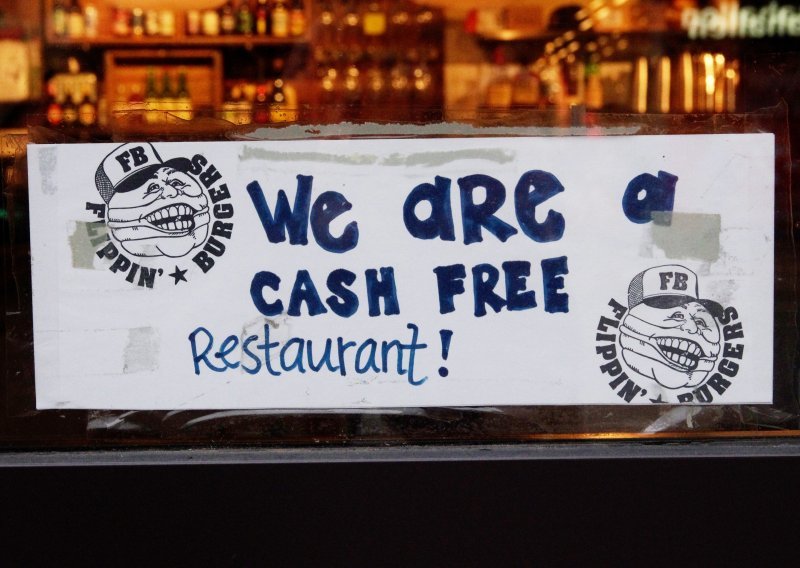 FB
FLIPPIN' ★ BURGERS
We are a
CASH FREE
Restaurant!
FB
FLIPPIN' ★ BURGERS